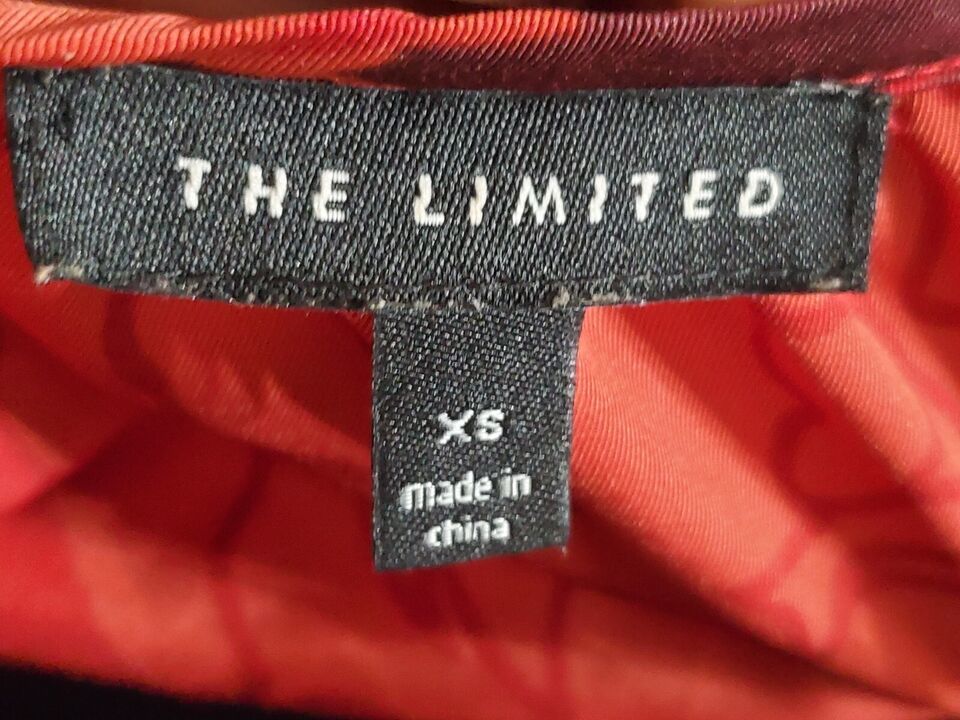 THE LIMITED
XS
made in
china